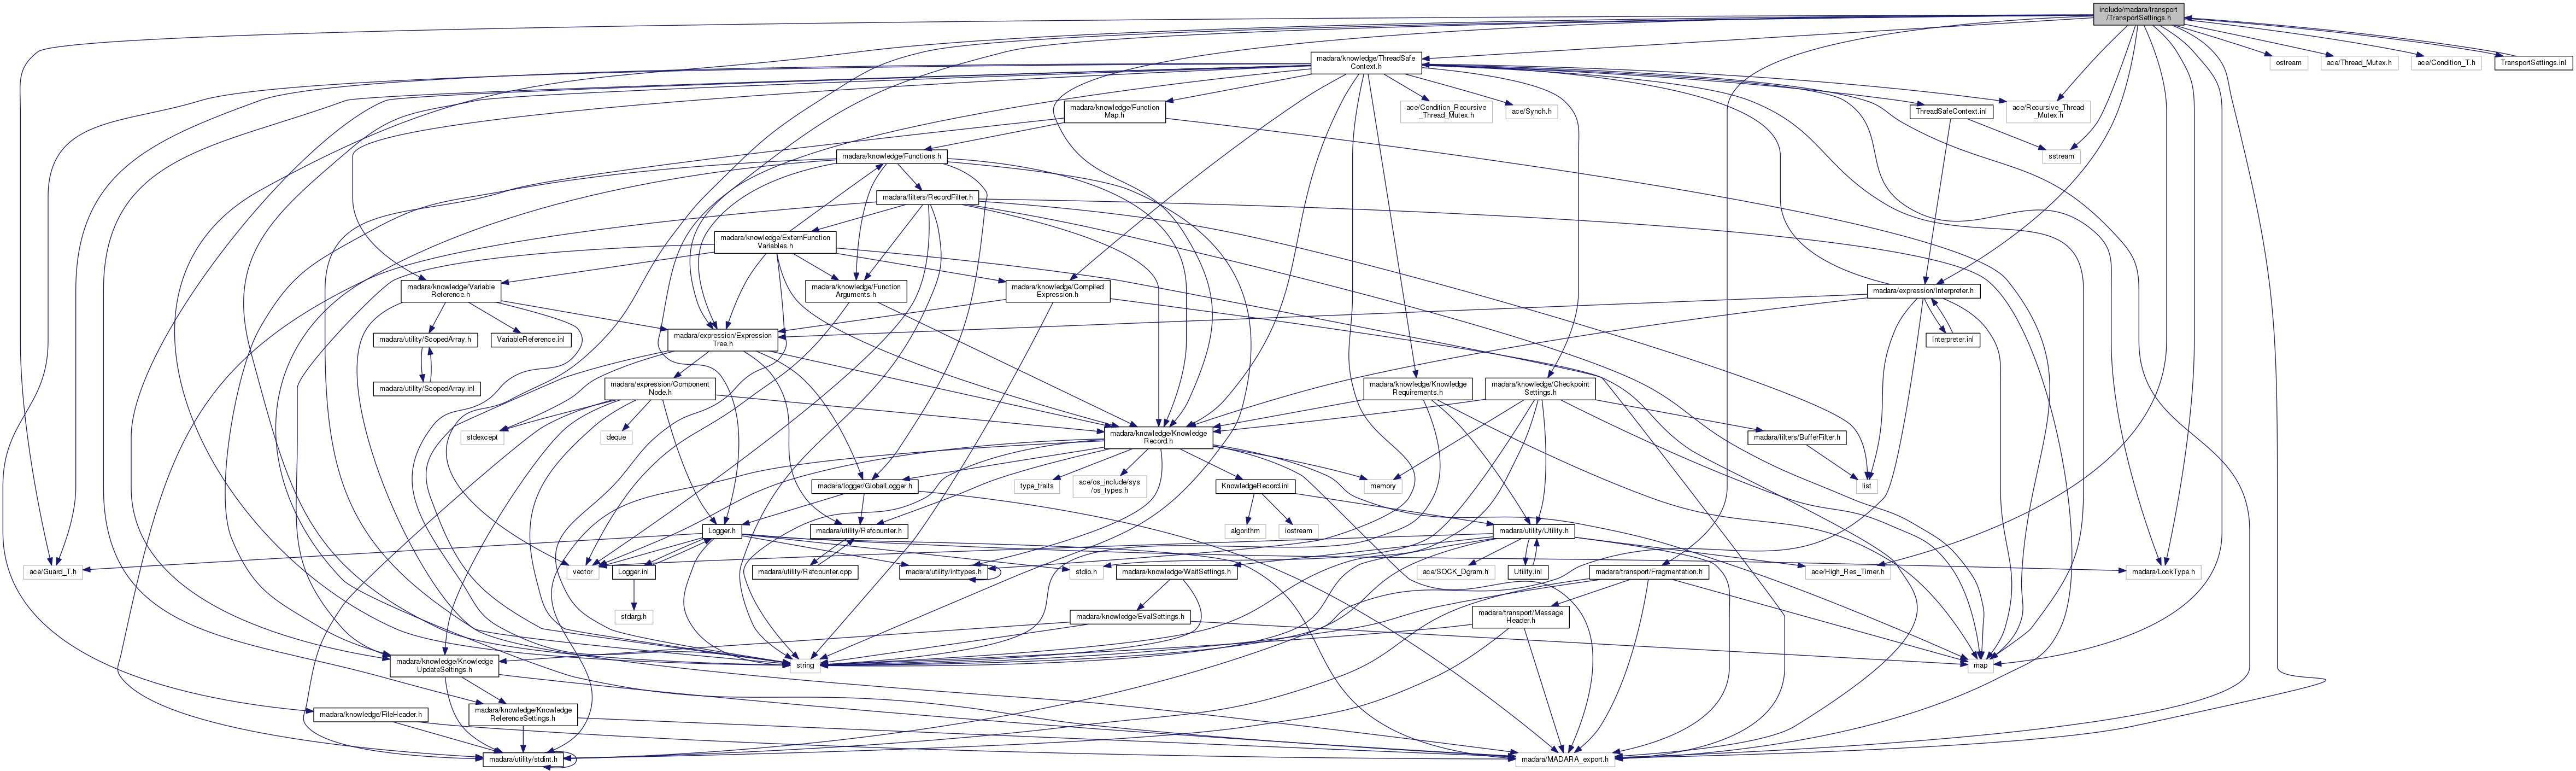 include/madara/transport
/TransportSettings.h
madara/knowledge/ThreadSafe
Context.h
ostream
ace/Thread_Mutex.h
ace/Condition_T.h
TransportSettings.inl
madara/knowledge/Function
Map.h
ace/Condition_Recursive
_Thread_Mutex.h
ace/Synch.h
ThreadSafeContext.inl
ace/Recursive_Thread
_Mutex.h
madara/knowledge/Functions.h
sstream
madara/filters/RecordFilter.h
madara/knowledge/ExternFunction
Variables.h
madara/knowledge/Variable
Reference.h
madara/knowledge/Function
Arguments.h
madara/knowledge/Compiled
Expression.h
madara/expression/Interpreter.h
madara/utility/ScopedArray.h
VariableReference.inl
madara/expression/Expression
Tree.h
Interpreter.inl
madara/utility/ScopedArray.inl
madara/expression/Component
Node.h
madara/knowledge/Knowledge
Requirements.h
madara/knowledge/Checkpoint
Settings.h
stdexcept
deque
madara/knowledge/Knowledge
Record.h
madara/filters/BufferFilter.h
madara/logger/GlobalLogger.h
type_traits
ace/os_include/sys
/os_types.h
KnowledgeRecord.inl
memory
list
Logger.h
madara/utility/Refcounter.h
algorithm
iostream
madara/utility/Utility.h
ace/Guard_T.h
vector
Logger.inl
madara/utility/Refcounter.cpp
madara/utility/inttypes.h
stdio.h
madara/knowledge/WaitSettings.h
ace/SOCK_Dgram.h
Utility.inl
madara/transport/Fragmentation.h
ace/High_Res_Timer.h
madara/LockType.h
stdarg.h
madara/knowledge/EvalSettings.h
madara/transport/Message
Header.h
madara/knowledge/Knowledge
UpdateSettings.h
string
map
madara/knowledge/FileHeader.h
madara/knowledge/Knowledge
ReferenceSettings.h
madara/utility/stdint.h
madara/MADARA_export.h